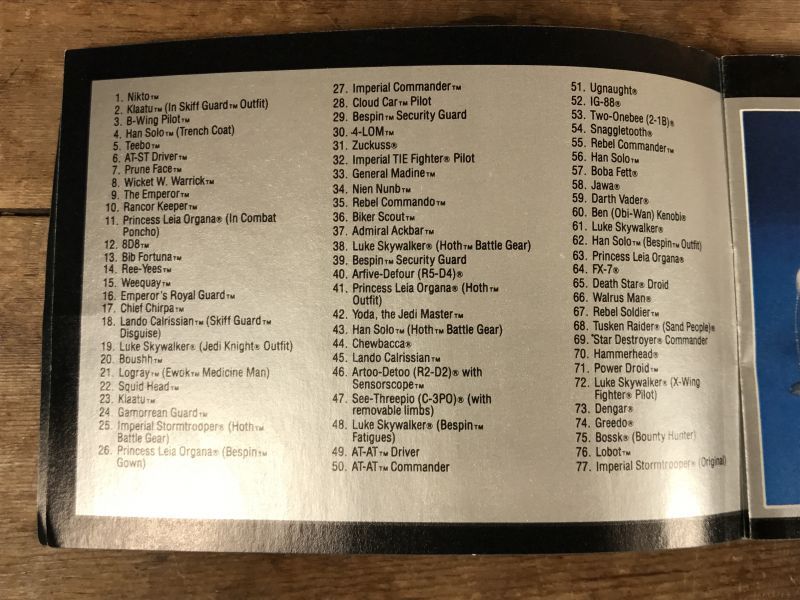 1. Nikto™
2. Klaatu™ (In Skiff Guard™ Outfit)
3. B-Wing Pilot™
4. Han Solo™ (Trench Coat)
5. Teebo™
6. AT-ST Driver™
7. Prune Face™
8. Wicket W. Warrick™
9. The Emperor™
10. Rancor Keeper™
11. Princess Leia Organa® (In Combat
Poncho)
12. 8D8™
13. Bib Fortuna™
14. Ree-Yees™
15. Weequay™
16. Emperor's Royal Guard™
17. Chief Chirpa™
18. Lando Calrissian™ (Skiff Guard
Disguise)
19. Luke Skywalker® (Jedi Knight® Outfit)
20. Boushh™
21. Logray™ (Ewok™ Medicine Man)
22. Squid Head™
23. Klaatu™
24. Gamorrean Guard™
25. Imperial Stormtrooper® (Hoth™
Battle Gear)
26. Princess Leia Organa® (Bespin™
Gown)
27. Imperial Commander™
28. Cloud Car™ Pilot
29. Bespin™ Security Guard
30. 4-LOM™
31. Zuckuss®
32. Imperial TIE Fighter® Pilot
33. General Madine™
34. Nien Nunb™
35. Rebel Commando™
36. Biker Scout™
37. Admiral Ackbar™
38. Luke Skywalker® (Hoth™ Battle Gear)
39. Bespin™ Security Guard
40. Arfive-Defour (R5-D4)®
41. Princess Leia Organa® (Hoth™
Outfit)
42. Yoda, the Jedi Master™
43. Han Solo™ (Hoth™ Battle Gear)
44. Chewbacca®
45. Lando Calrissian™
46. Artoo-Detoo (R2-D2)® with
Sensorscope™
47. See-Threepio (C-3PO)® (with
removable limbs)
48. Luke Skywalker® (Bespin™
Fatigues)
49. AT-AT™ Driver
50. AT-AT™ Commander
51. Ugnaught®
52. IG-88®
53. Two-Onebee (2-1B)®
54. Snaggletooth®
55. Rebel Commander™
56. Han Solo™
57. Boba Fett®
58. Jawa®
59. Darth Vader®
60. Ben (Obi-Wan) Kenobi®
61. Luke Skywalker®
62. Han Solo™ (Bespin™ Outfit)
63. Princess Leia Organa®
64. FX-7®
65. Death Star® Droid
66. Walrus Man®
67. Rebel Soldier™
68. Tusken Raider® (Sand People)®
69. Star Destroyer® Commander
70. Hammerhead®
71. Power Droid™
72. Luke Skywalker® (X-Wing
Fighter® Pilot)
73. Dengar®
74. Greedo®
75. Bossk® (Bounty Hunter)
76. Lobot™
77. Imperial Stormtrooper® (Original)